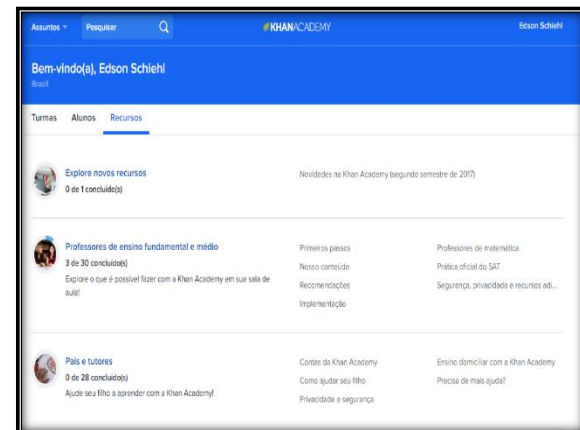 Assuntos Pesquisar KHANACADEMY Edson Schiehl
Bem-vindo(a), Edson Schiehl
Brazil
Turmas Alunos Recursos
Explore novos recursos
0 de 1 concluído(s)
Novidades na Khan Academy (segundo semestre de 2017)
Professores de ensino fundamental e médio
3 de 30 concluído(s)
Explore o que é possível fazer com a Khan Academy em sua sala de
aula!
Primeiros passos
Nosso conteúdo
Recomendações
Implementação
Professores de matemática
Prática oficial do SAT
Segurança, privacidade e recursos adi...
Pais e tutores
0 de 28 concluído(s)
Ajude seu filho a aprender com a Khan Academy!
Contas da Khan Academy
Como ajudar seu filho
Privacidade e segurança
Ensino domiciliar com a Khan Academy
Precisa de mais ajuda?